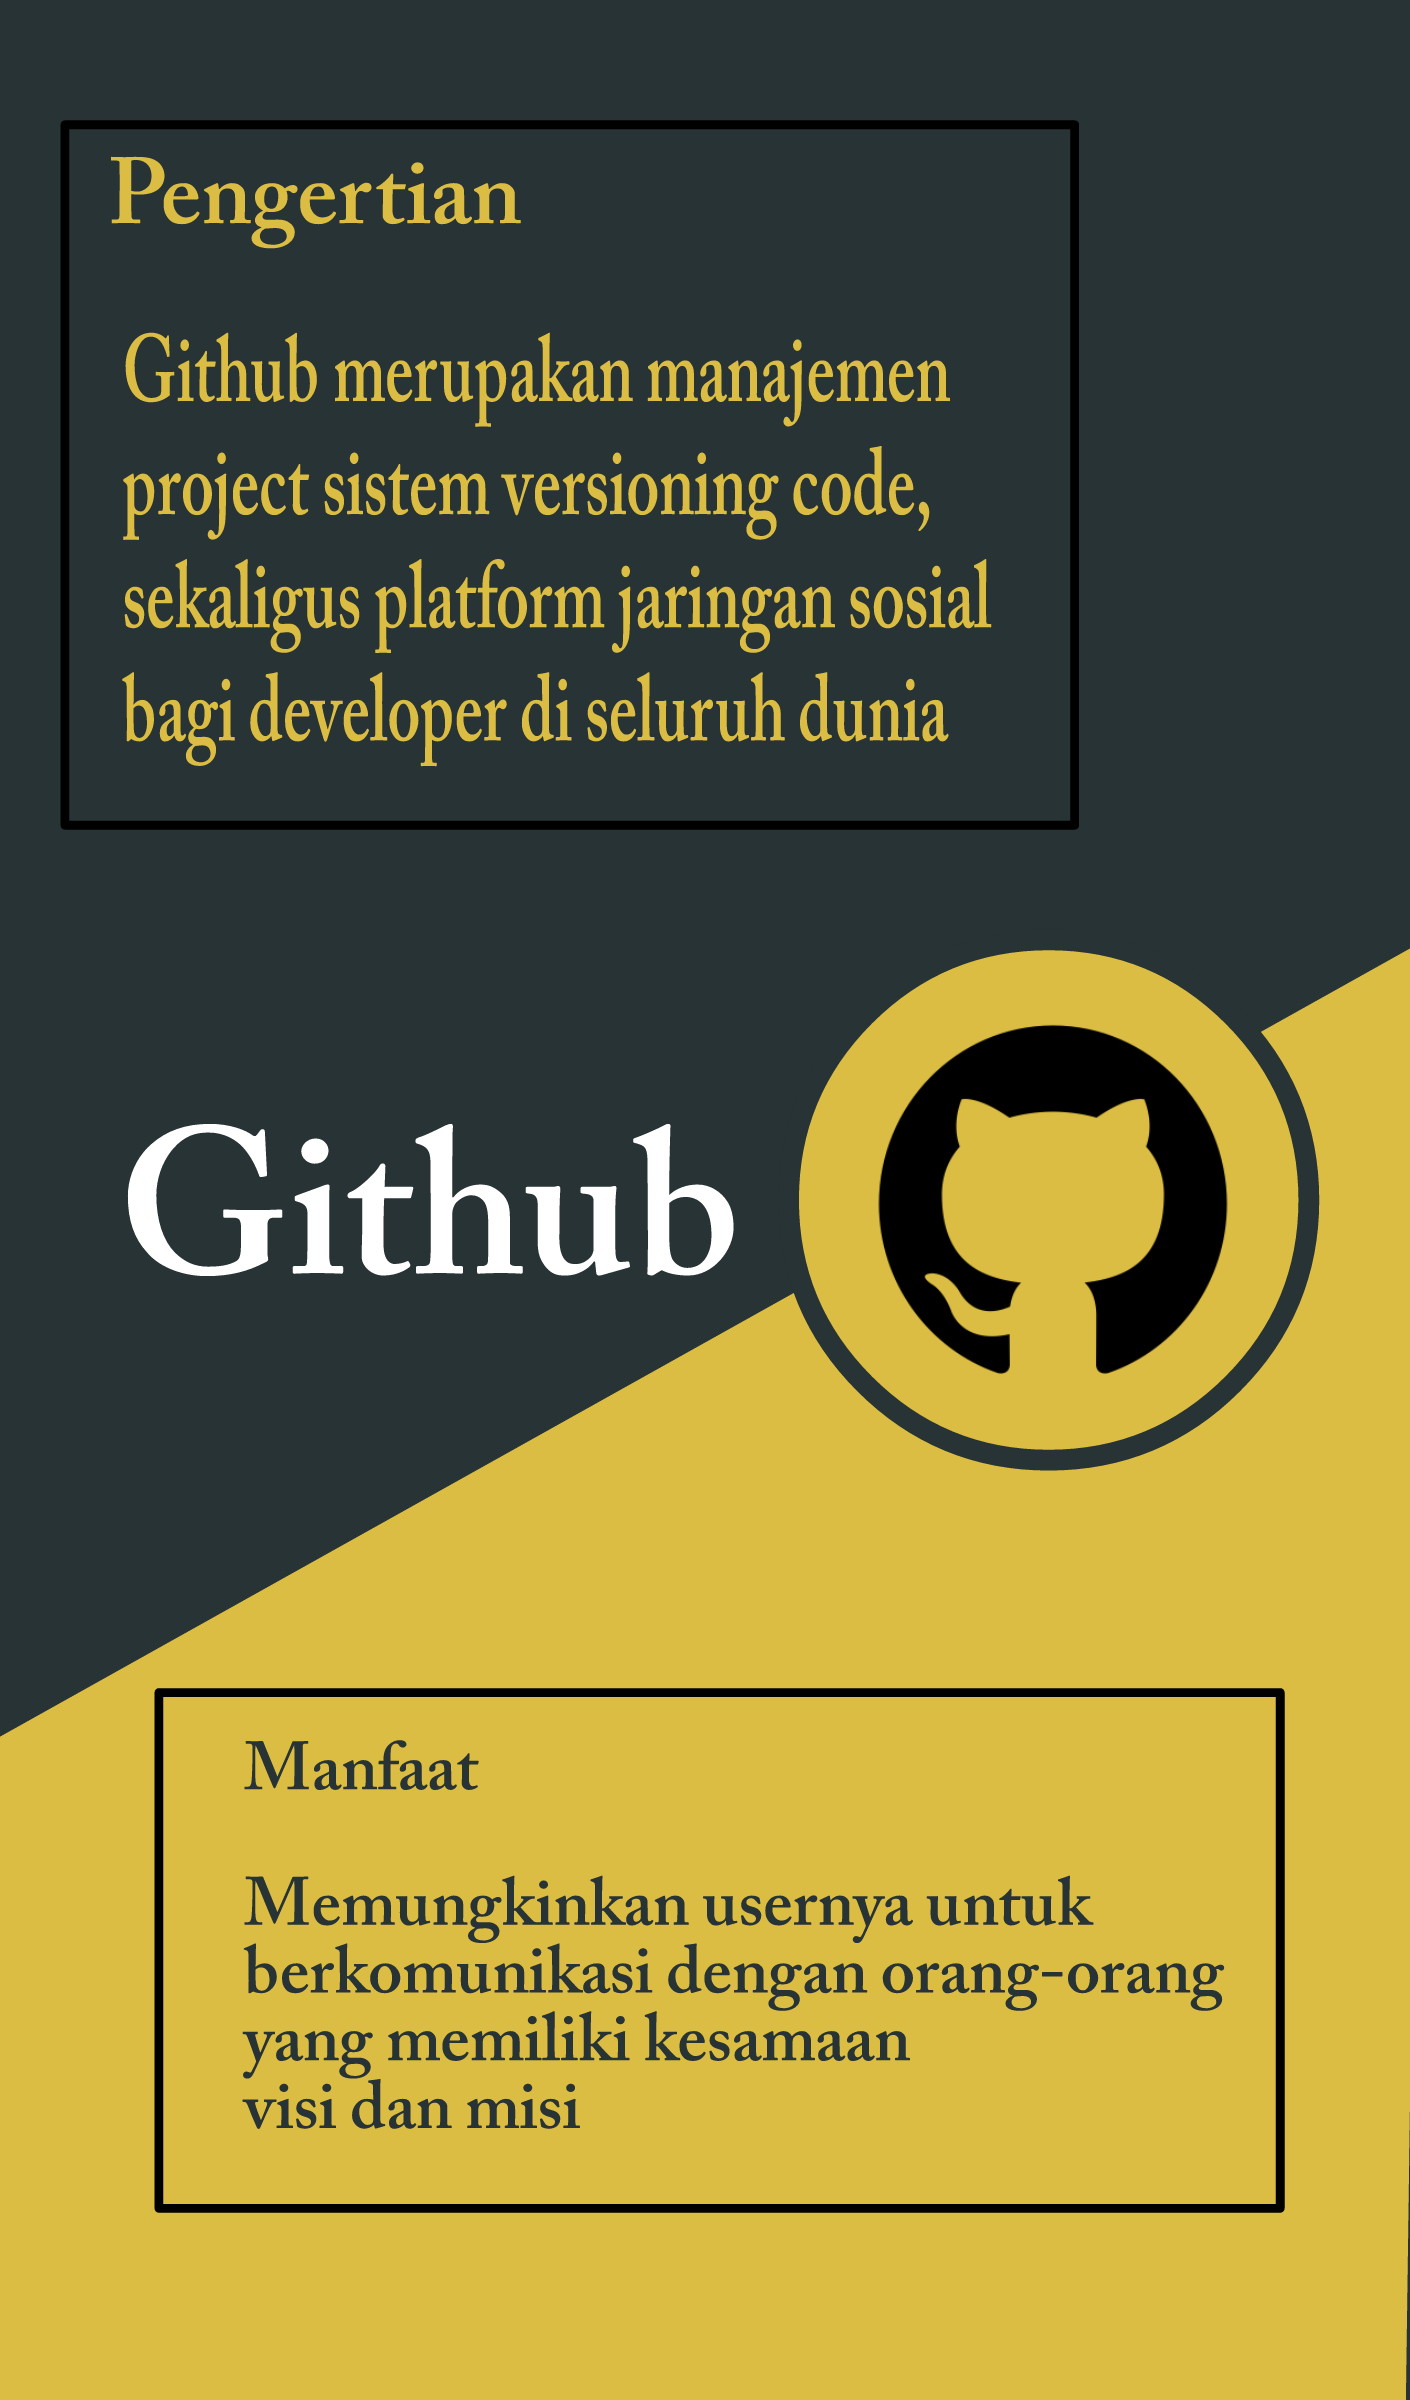 Pengertian
Github merupakan manajemen
project sistem versioning code,
sekaligus platform jaringan sosial
bagi developer di seluruh dunia
Github
Manfaat
Memungkinkan usernya untuk
berkomunikasi dengan orang-orang
yang memiliki kesamaan
visi dan misi